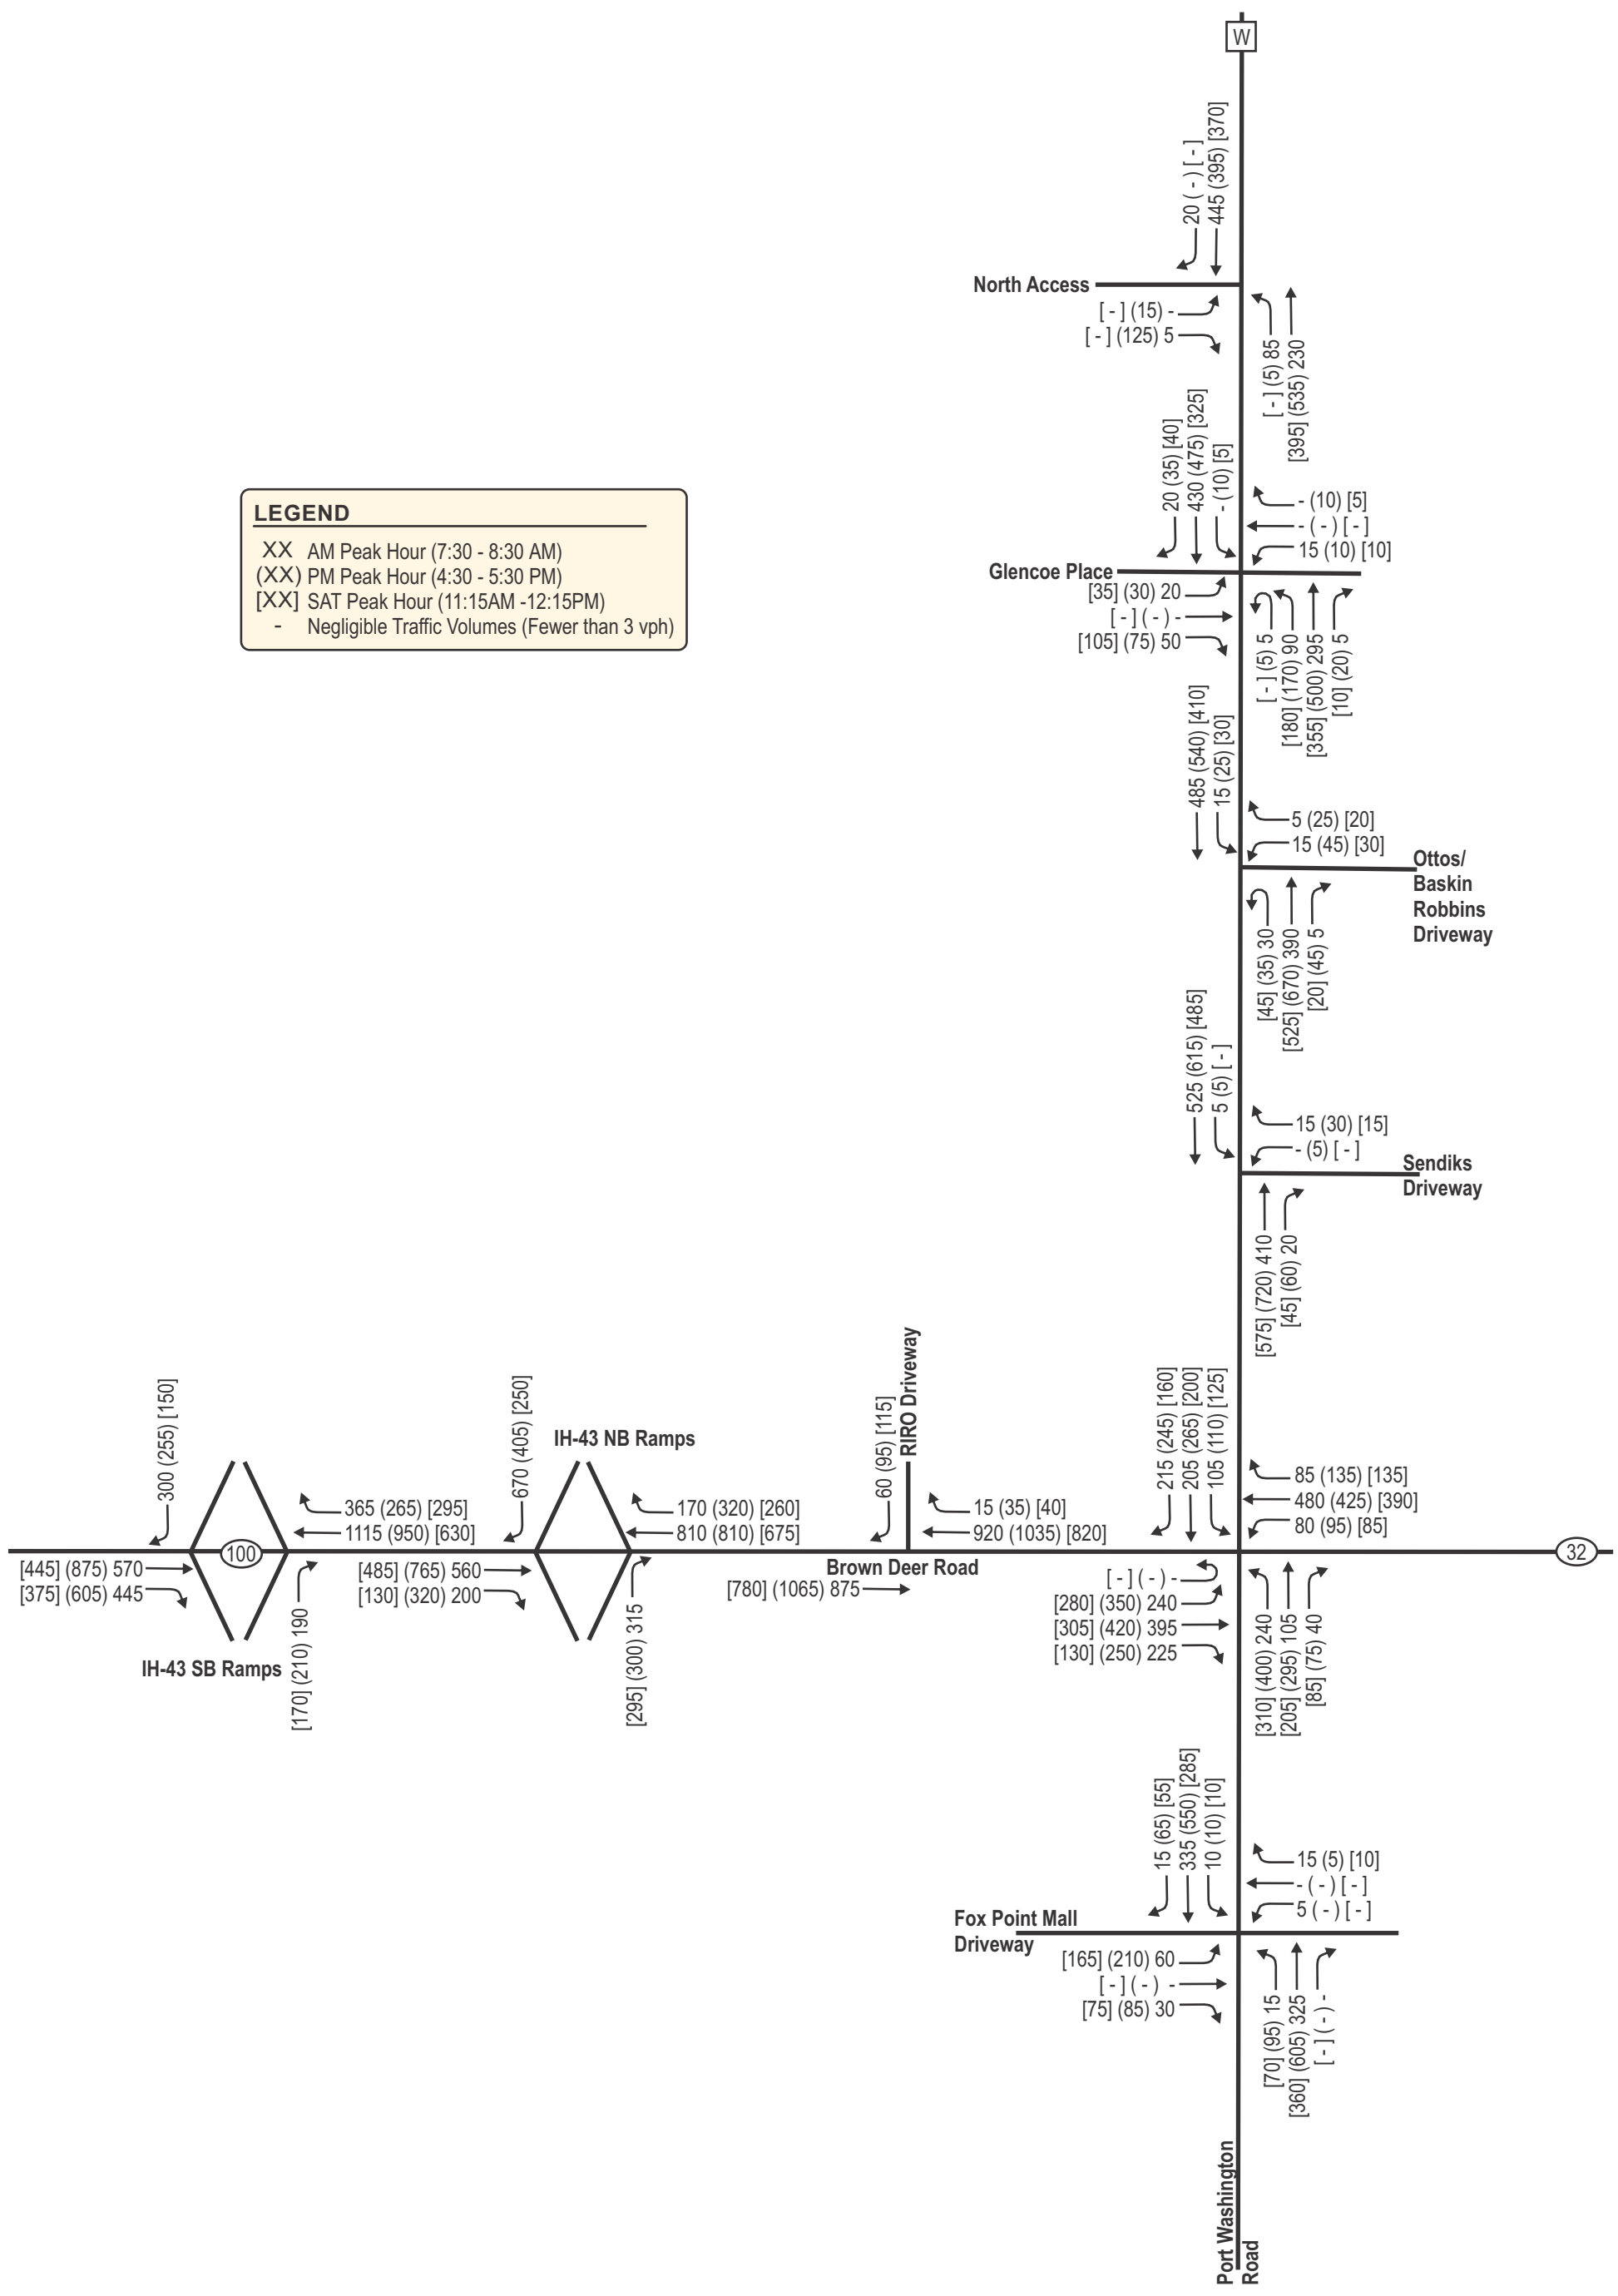 W
20 ( - ) [ - ]
445 (395) [370]
North Access
[ - ] (15) -
[ - ] (125) 5
[ - ] (5) 85
[395] (535) 230
20 (35) [40]
430 (475) [325]
- (10) [5]
- (10) [5]
- ( - ) [ - ]
15 (10) [10]
Glencoe Place
[35] (30) 20
[ - ] ( - ) -
[105] (75) 50
[ - ] (5) 5
[180] (170) 90
[355] (500) 295
[10] (20) 5
LEGEND
XX AM Peak Hour (7:30 - 8:30 AM)
(XX) PM Peak Hour (4:30 - 5:30 PM)
[XX] SAT Peak Hour (11:15AM -12:15PM)
- Negligible Traffic Volumes (Fewer than 3 vph)
485 (540) [410]
15 (25) [30]
5 (25) [20]
15 (45) [30]
Ottos/
Baskin
Robbins
Driveway
[45] (35) 30
[525] (670) 390
[20] (45) 5
525 (615) [485]
5 (5) [ - ]
15 (30) [15]
- (5) [ - ]
Sendiks
Driveway
[575] (720) 410
[45] (60) 20
300 (255) [150]
365 (265) [295]
1115 (950) [630]
100
[445] (875) 570
[375] (605) 445
IH-43 SB Ramps
[170] (210) 190
670 (405) [250]
IH-43 NB Ramps
170 (320) [260]
810 (810) [675]
[485] (765) 560
[130] (320) 200
[295] (300) 315
60 (95) [115]
RIRO Driveway
15 (35) [40]
920 (1035) [820]
Brown Deer Road
[780] (1065) 875
215 (245) [160]
205 (265) [200]
105 (110) [125]
85 (135) [135]
480 (425) [390]
80 (95) [85]
32
[ - ] ( - ) -
[280] (350) 240
[305] (420) 395
[130] (250) 225
[310] (400) 240
[205] (295) 105
[85] (75) 40
15 (65) [55]
335 (550) [285]
10 (10) [10]
15 (5) [10]
- ( - ) [ - ]
5 ( - ) [ - ]
Fox Point Mall
Driveway
[165] (210) 60
[ - ] ( - ) -
[75] (85) 30
[70] (95) 15
[360] (605) 325
[ - ] ( - ) -
Port Washington
Road